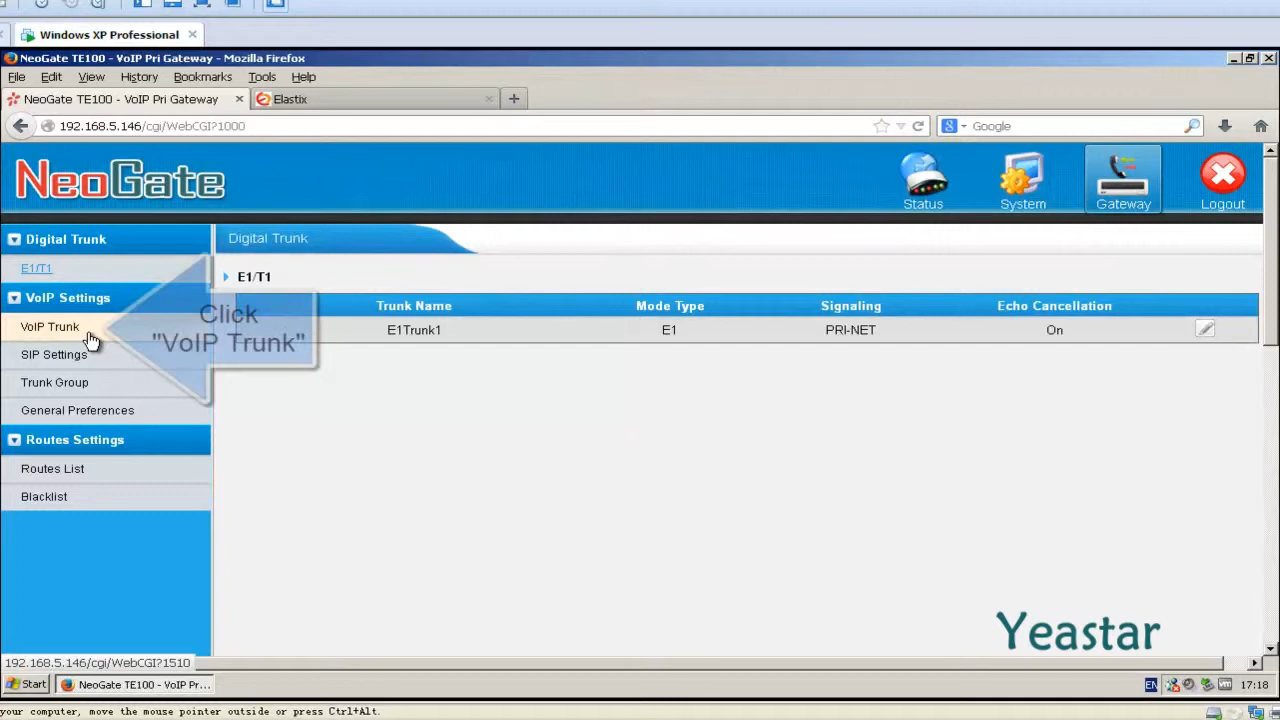 Windows XP Professional
NeoGate TE100 - VoIP Pri Gateway - Mozilla Firefox
File Edit View History Bookmarks Tools Help
NeoGate TE100 - VoIP Pri Gateway
Elastix
192.168.5.146/cgi/WebCGI?1000
Google
NeoGate
Status
System
Gateway
Logout
Digital Trunk
E1/T1
VoIP Settings
VoIP Trunk
SIP Settings
Trunk Group
General Preferences
Routes Settings
Routes List
Blacklist
Click
"VoIP Trunk"
Digital Trunk
E1/T1
Trunk Name Mode Type Signaling Echo Cancellation
E1Trunk1 E1 PRI-NET On
Yeastar
192.168.5.146/cgi/WebCGI?1510
Start
NeoGate TE100 - VoIP Pr...
EN
17:18
your computer, move the mouse pointer outside or press Ctrl+Alt.